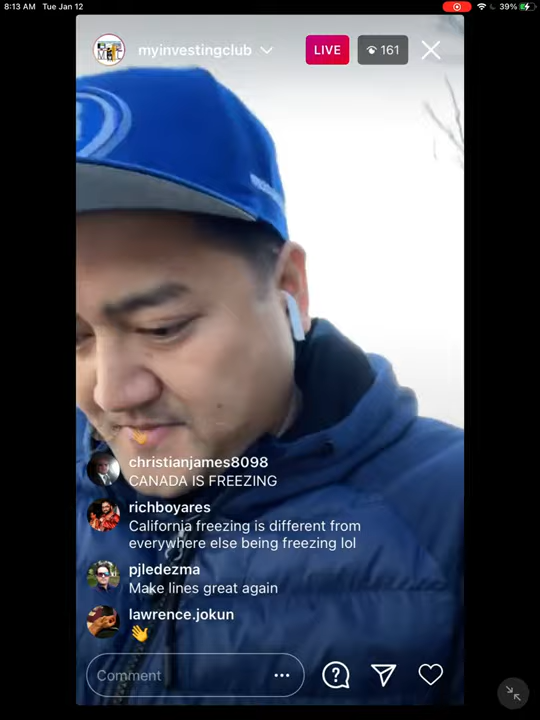 8:13 AM Tue Jan 12
39%
myinvestingclub
LIVE
161
christianjames8098
CANADA IS FREEZING
richboyares
California freezing is different from
everywhere else being freezing lol
pjledezma
Make lines great again
lawrence.jokun
👋
Comment